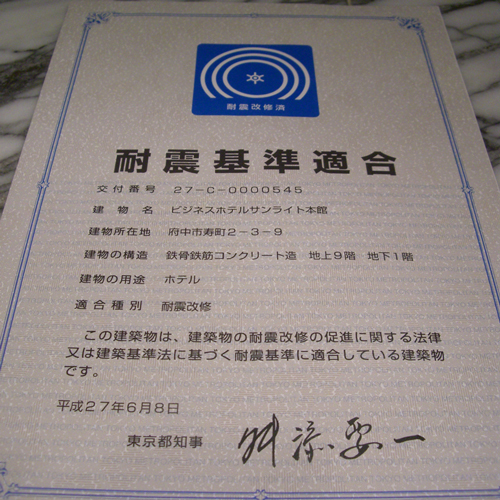 耐震改修済
耐震基準適合
交付番号 27-C-0000545
建物名 ビジネスホテルサンライト本館
建物所在地 府中市寿町2-3-9
建物の構造 鉄骨鉄筋コンクリート造 地上9階 地下1階
建物の用途 ホテル
適合種別 耐震改修
この建築物は、建築物の耐震改修の促進に関する法律
又は建築基準法に基づく耐震基準に適合している建築物
です。
平成27年6月8日
東京都知事 舛添要一